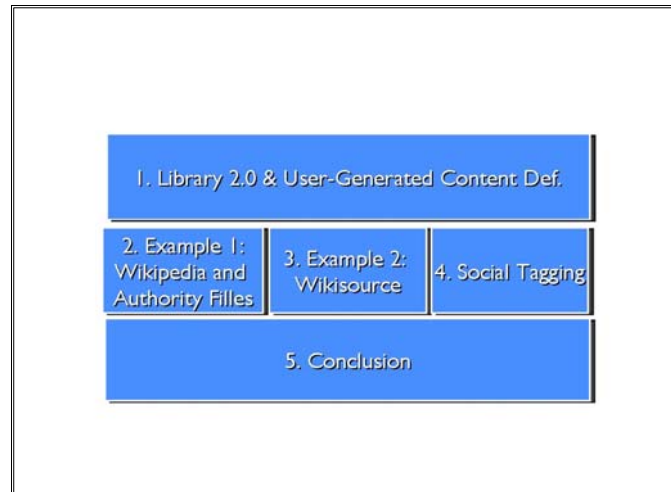 1. Library 2.0 & User-Generated Content Def.
2. Example 1:
Wikipedia and
Authority Filles
3. Example 2:
Wikisource
4. Social Tagging
5. Conclusion